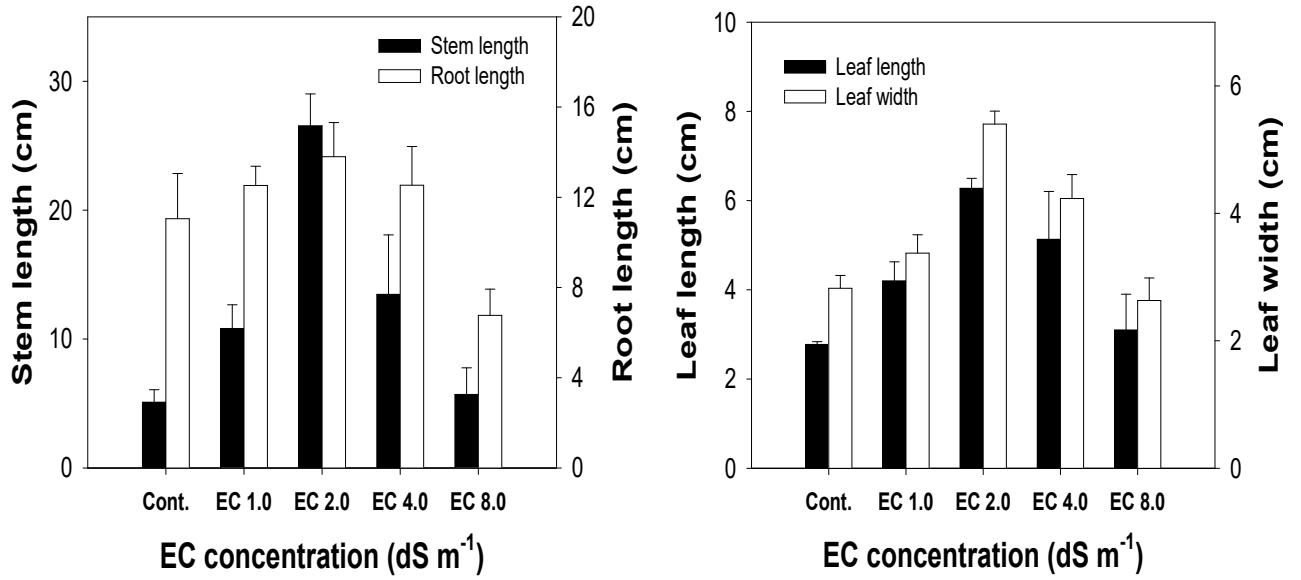 Stem length (cm)
30
20
10
0
Stem length
Root length
20
16
12
8
4
0
Root length (cm)
Cont. EC 1.0 EC 2.0 EC 4.0 EC 8.0
EC concentration (dS m⁻¹)
Leaf length (cm)
10
8
6
4
2
0
Leaf length
Leaf width
6
4
2
0
Leaf width (cm)
Cont. EC 1.0 EC 2.0 EC 4.0 EC 8.0
EC concentration (dS m⁻¹)